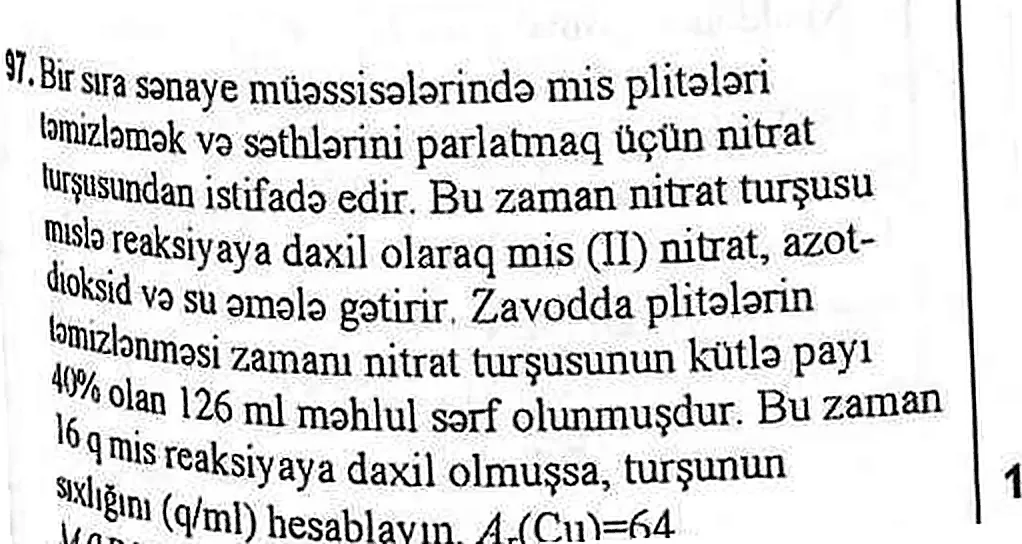 97. Bir sıra sənaye müəssisələrində mis plitələri
təmizləmək və səthlərini parlatmaq üçün nitrat
turşusundan istifadə edir. Bu zaman nitrat turşusu
mislə reaksiyaya daxil olaraq mis (II) nitrat, azot-
dioksid və su əmələ gətirir. Zavodda plitələrin
təmizlənməsi zamanı nitrat turşusunun kütlə payı
40% olan 126 ml məhlul sərf olunmuşdur. Bu zaman
16 q mis reaksiyaya daxil olmuşsa, turşunun
sıxlığını (q/ml) hesablayın. Aᵣ(Cu)=64
1